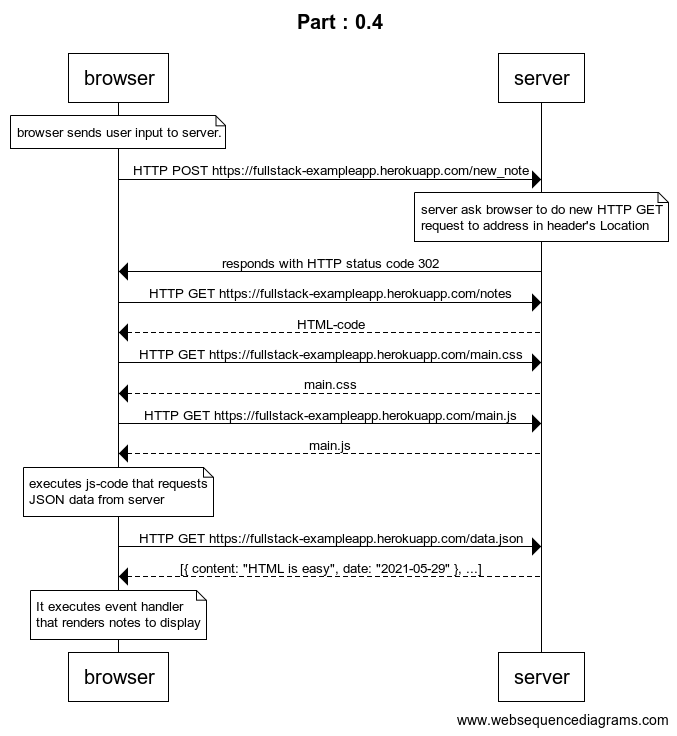 Part : 0.4
browser
server
browser sends user input to server.
HTTP POST https://fullstack-exampleapp.herokuapp.com/new_note
server ask browser to do new HTTP GET
request to address in header's Location
responds with HTTP status code 302
HTTP GET https://fullstack-exampleapp.herokuapp.com/notes
HTML-code
HTTP GET https://fullstack-exampleapp.herokuapp.com/main.css
main.css
HTTP GET https://fullstack-exampleapp.herokuapp.com/main.js
main.js
executes js-code that requests
JSON data from server
HTTP GET https://fullstack-exampleapp.herokuapp.com/data.json
[{ content: "HTML is easy", date: "2021-05-29" }, ...]
It executes event handler
that renders notes to display
browser
server
www.websequencediagrams.com